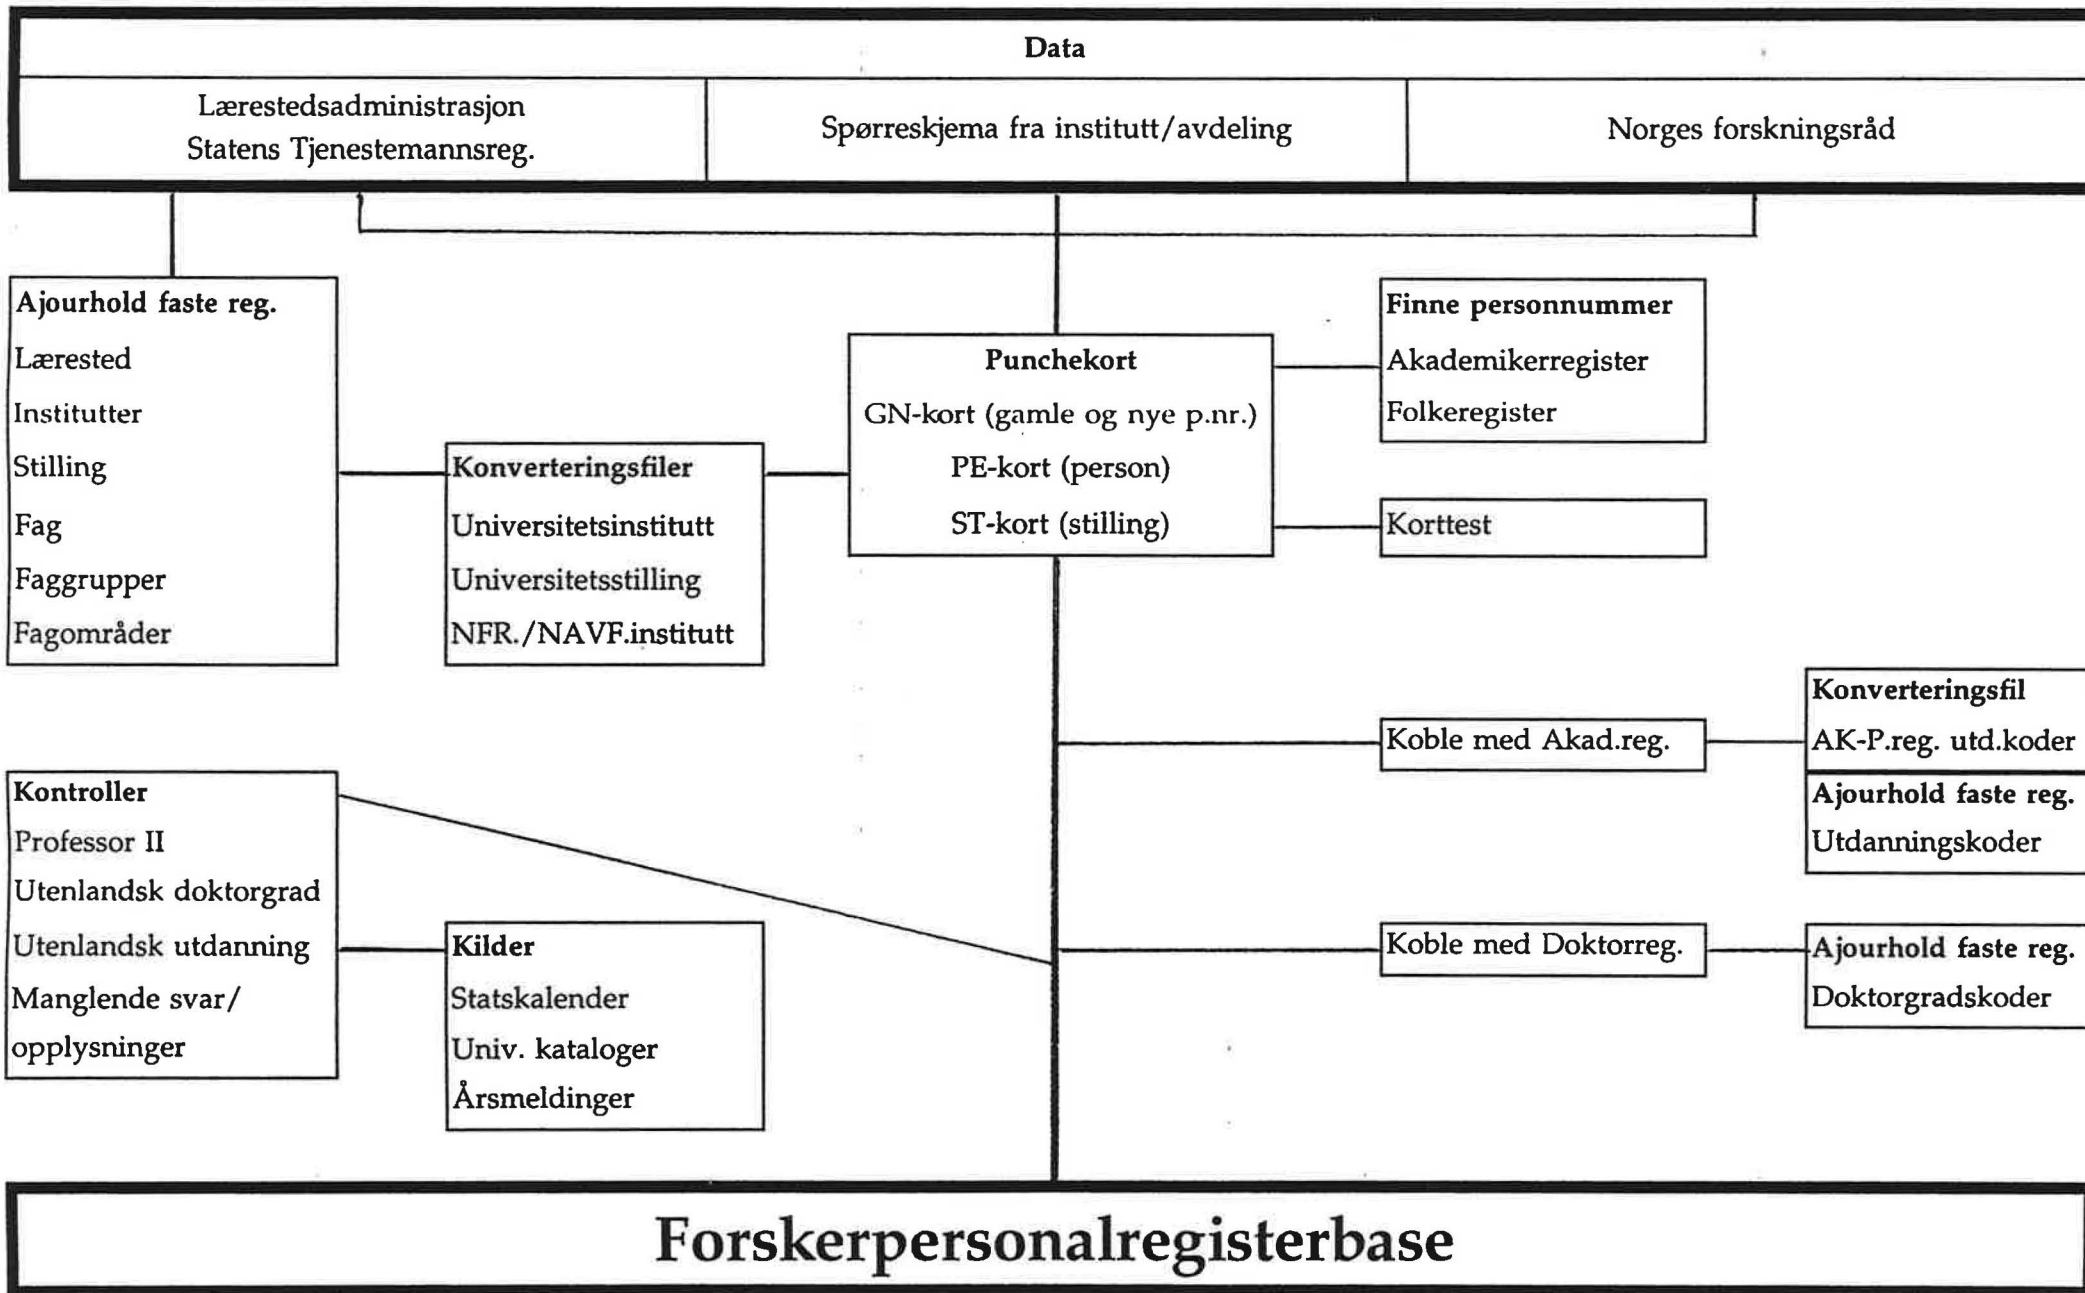 Data
Lærestedsadministrasjon
Statens Tjenestemannsreg.
Spørreskjema fra institutt/avdeling
Norges forskningsråd
Ajourhold faste reg.
Lærested
Institutter
Stilling
Fag
Faggrupper
Fagområder
Konverteringsfiler
Universitetsinstitutt
Universitetsstilling
NFR./NAVF.institutt
Punchekort
GN-kort (gamle og nye p.nr.)
PE-kort (person)
ST-kort (stilling)
Finne personnummer
Akademikerregister
Folkeregister
Korttest
Koble med Akad.reg.
Konverteringsfil
AK-P.reg. utd.koder
Ajourhold faste reg.
Utdanningskoder
Kontroller
Professor II
Utenlandsk doktorgrad
Utenlandsk utdanning
Manglende svar/
opplysninger
Kilder
Statskalender
Univ. kataloger
Årsmeldinger
Koble med Doktorreg.
Ajourhold faste reg.
Doktorgradskoder
Forskerpersonalregisterbase